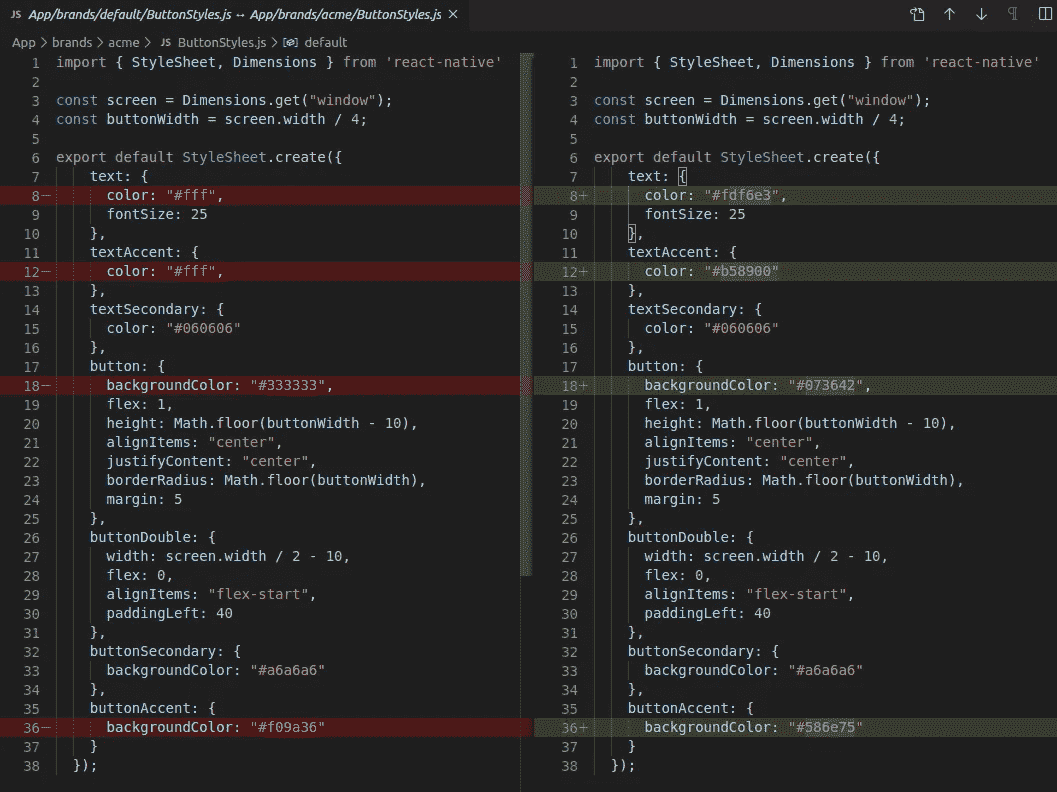 JS App/brands/default/ButtonStyles.js ↔ App/brands/acme/ButtonStyles.js ×
App > brands > acme > JS ButtonStyles.js > default
1 import { StyleSheet, Dimensions } from 'react-native'
2
3 const screen = Dimensions.get("window");
4 const buttonWidth = screen.width / 4;
5
6 export default StyleSheet.create({
7 text: {
8− color: "#fff",
9 fontSize: 25
10 },
11 textAccent: {
12− color: "#fff",
13 },
14 textSecondary: {
15 color: "#060606"
16 },
17 button: {
18− backgroundColor: "#333333",
19 flex: 1,
20 height: Math.floor(buttonWidth - 10),
21 alignItems: "center",
22 justifyContent: "center",
23 borderRadius: Math.floor(buttonWidth),
24 margin: 5
25 },
26 buttonDouble: {
27 width: screen.width / 2 - 10,
28 flex: 0,
29 alignItems: "flex-start",
30 paddingLeft: 40
31 },
32 buttonSecondary: {
33 backgroundColor: "#a6a6a6"
34 },
35 buttonAccent: {
36− backgroundColor: "#f09a36"
37 }
38 });
1 import { StyleSheet, Dimensions } from 'react-native'
2
3 const screen = Dimensions.get("window");
4 const buttonWidth = screen.width / 4;
5
6 export default StyleSheet.create({
7 text: {
8+ color: "#fdf6e3",
9 fontSize: 25
10 },
11 textAccent: {
12+ color: "#b58900"
13 },
14 textSecondary: {
15 color: "#060606"
16 },
17 button: {
18+ backgroundColor: "#073642",
19 flex: 1,
20 height: Math.floor(buttonWidth - 10),
21 alignItems: "center",
22 justifyContent: "center",
23 borderRadius: Math.floor(buttonWidth),
24 margin: 5
25 },
26 buttonDouble: {
27 width: screen.width / 2 - 10,
28 flex: 0,
29 alignItems: "flex-start",
30 paddingLeft: 40
31 },
32 buttonSecondary: {
33 backgroundColor: "#a6a6a6"
34 },
35 buttonAccent: {
36+ backgroundColor: "#586e75"
37 }
38 });